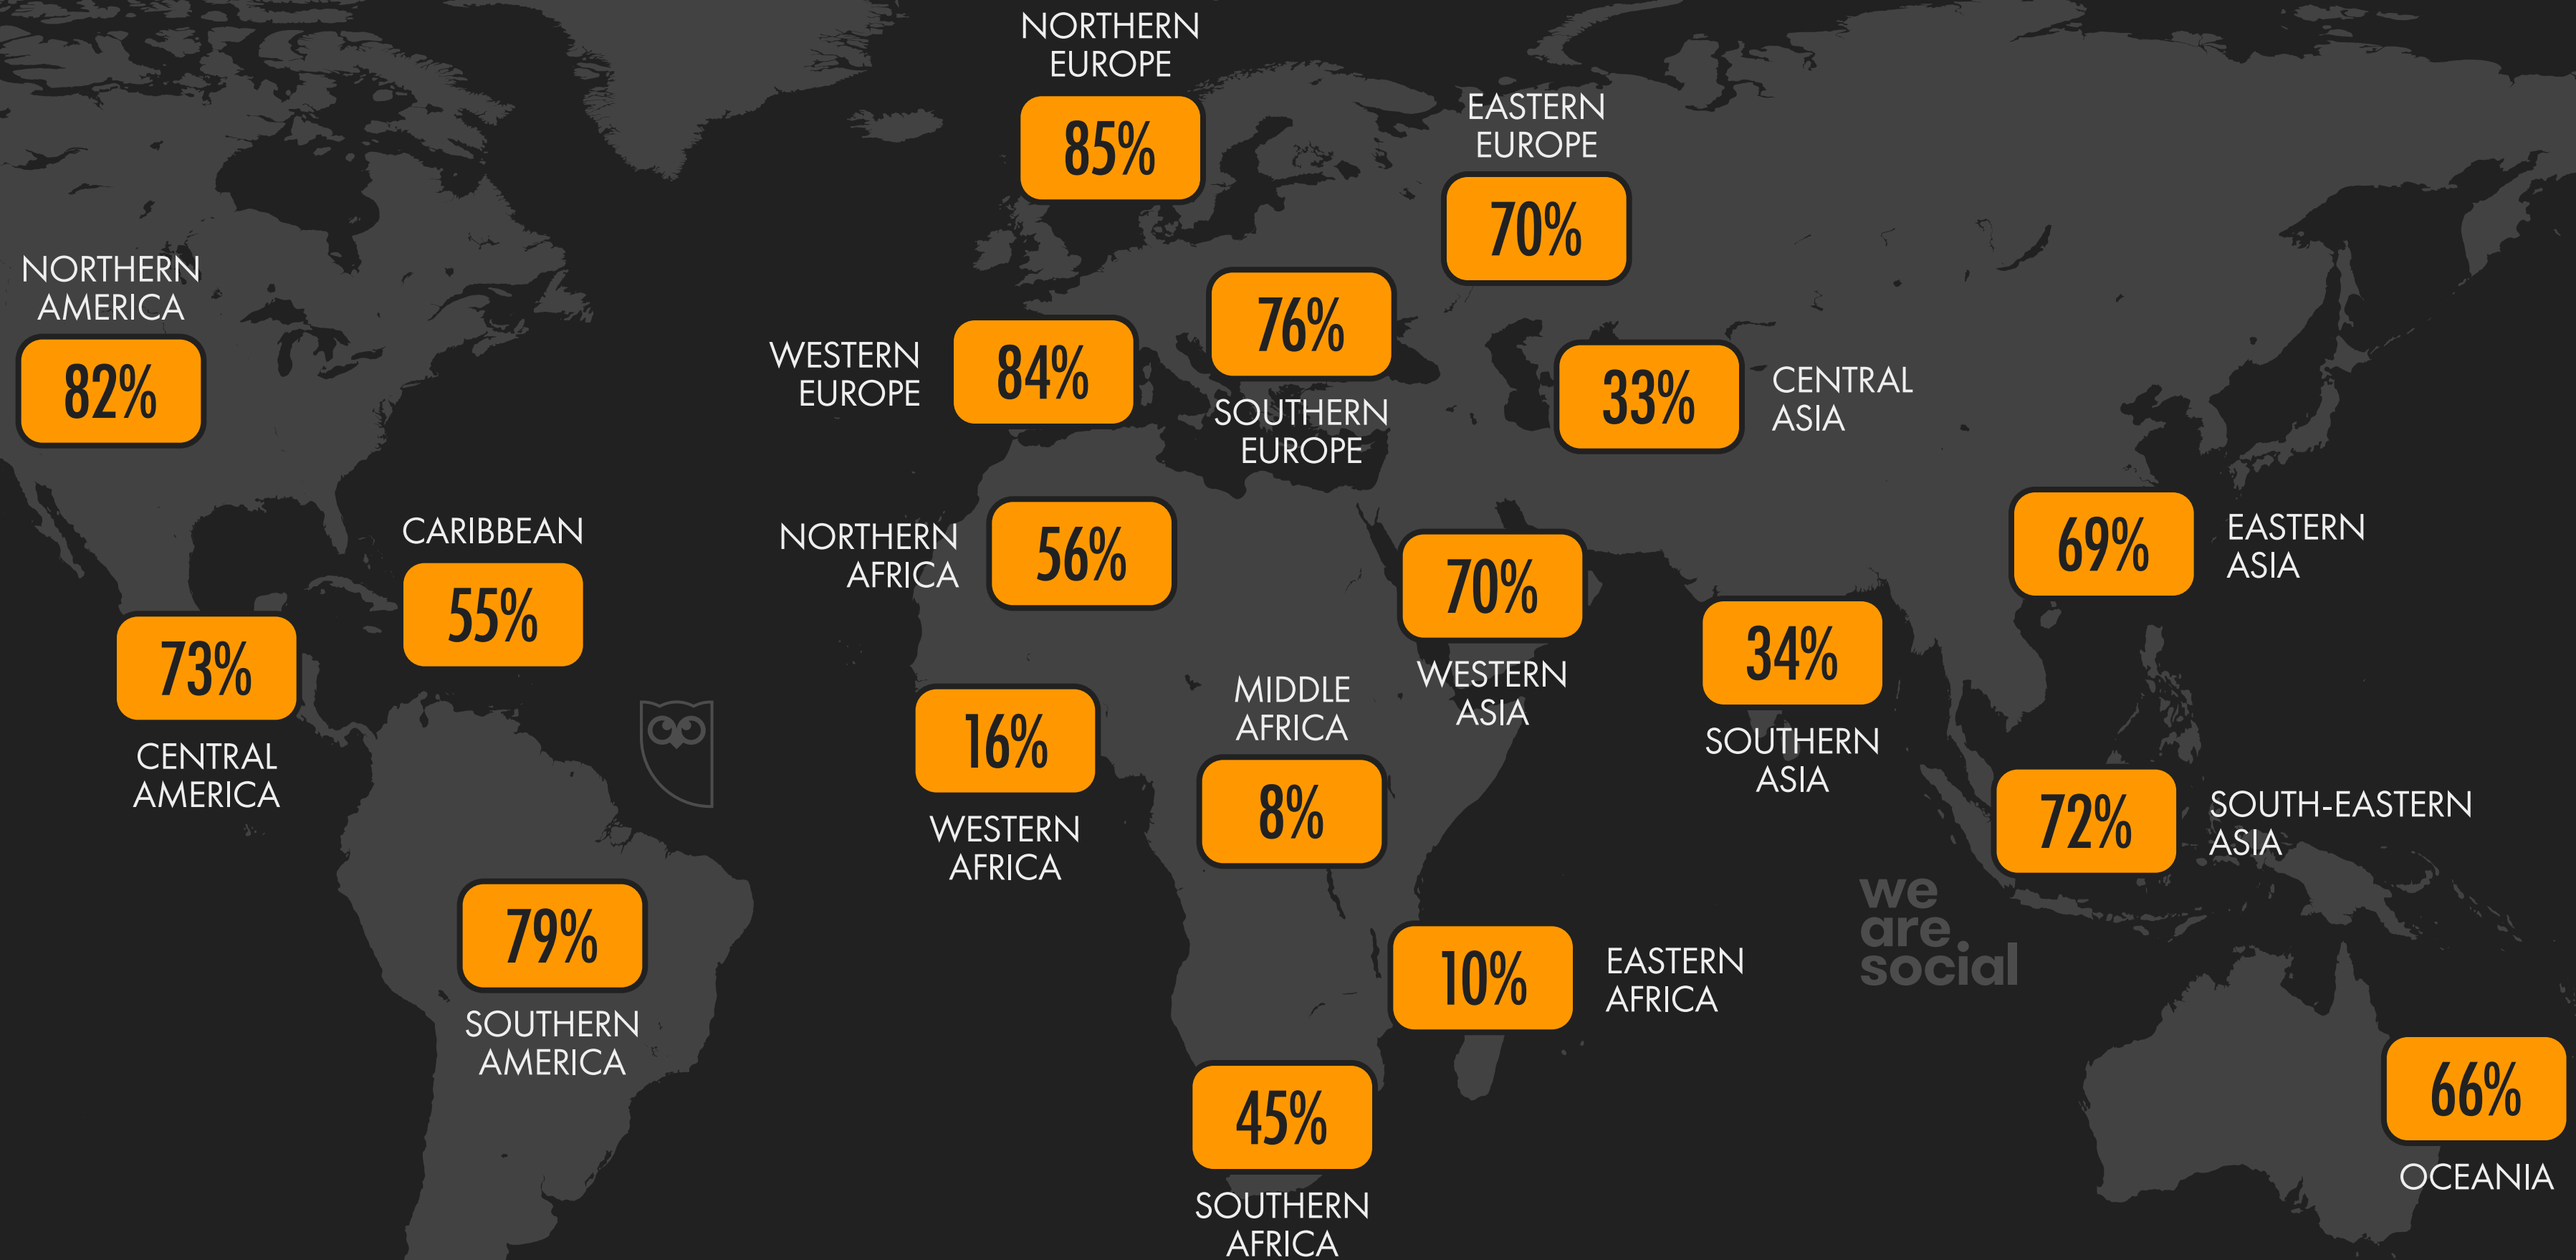 NORTHERN
EUROPE
85%
EASTERN
EUROPE
70%
NORTHERN
AMERICA
82%
WESTERN
EUROPE
84%
76%
SOUTHERN
EUROPE
33%
CENTRAL
ASIA
CARIBBEAN
55%
NORTHERN
AFRICA
56%
70%
WESTERN
ASIA
69%
EASTERN
ASIA
73%
CENTRAL
AMERICA
34%
SOUTHERN
ASIA
16%
WESTERN
AFRICA
MIDDLE
AFRICA
8%
72%
SOUTH-EASTERN
ASIA
79%
SOUTHERN
AMERICA
10%
EASTERN
AFRICA
we
are
social
45%
SOUTHERN
AFRICA
66%
OCEANIA